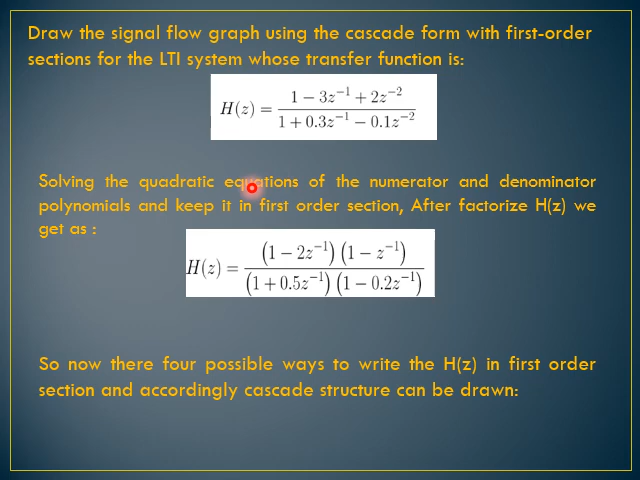 Draw the signal flow graph using the cascade form with first-order
sections for the LTI system whose transfer function is:
H(z) = \frac{1 − 3z^{−1} + 2z^{−2}}{1 + 0.3z^{−1} − 0.1z^{−2}}
Solving the quadratic equations of the numerator and denominator
polynomials and keep it in first order section, After factorize H(z) we
get as :
H(z) = \frac{(1 − 2z^{−1}) (1 − z^{−1})}{(1 + 0.5z^{−1}) (1 − 0.2z^{−1})}
So now there four possible ways to write the H(z) in first order
section and accordingly cascade structure can be drawn: